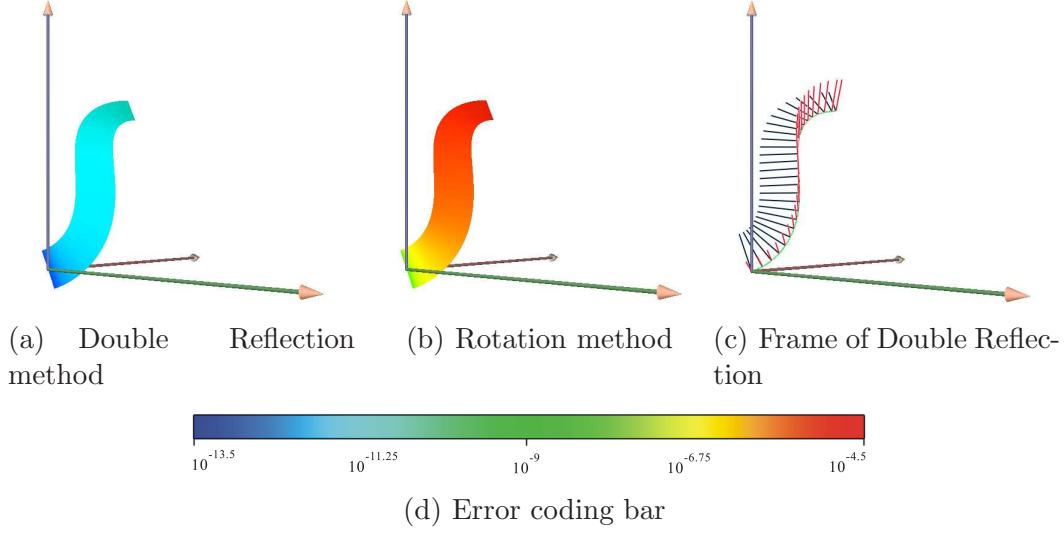 (a) Double Reflection
method
(b) Rotation method
(c) Frame of Double Reflec-
tion
10^-13.5 10^-11.25 10^-9 10^-6.75 10^-4.5
(d) Error coding bar